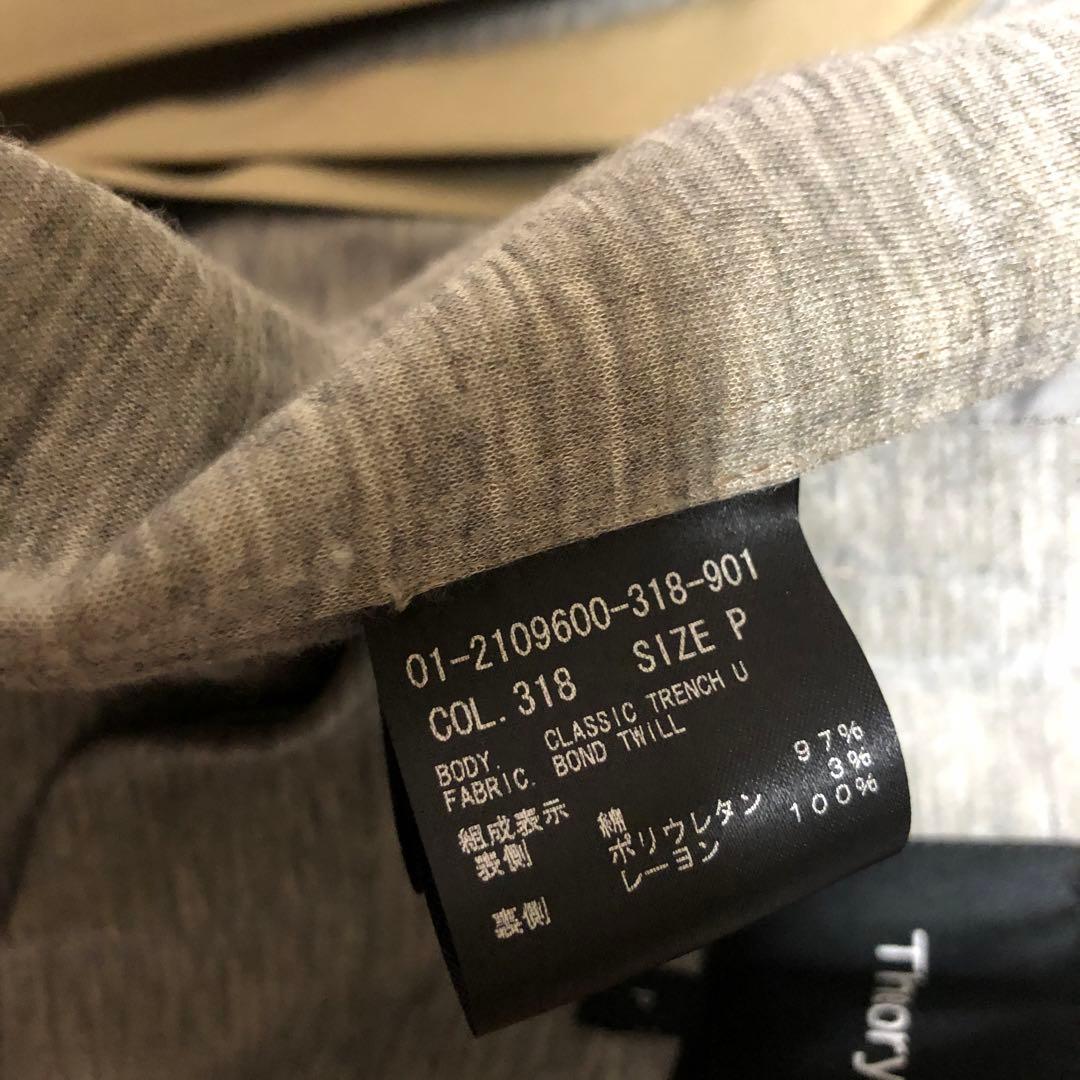 01-2109600-318-901
COL. 318 SIZE P
BODY. CLASSIC TRENCH U
FABRIC. BOND TWILL
組成表示
表側 綿 97%
ポリウレタン 3%
裏側 レーヨン 100%
Thiory